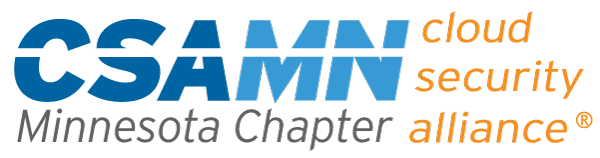 CSAMN
Minnesota Chapter
cloud
security
alliance®